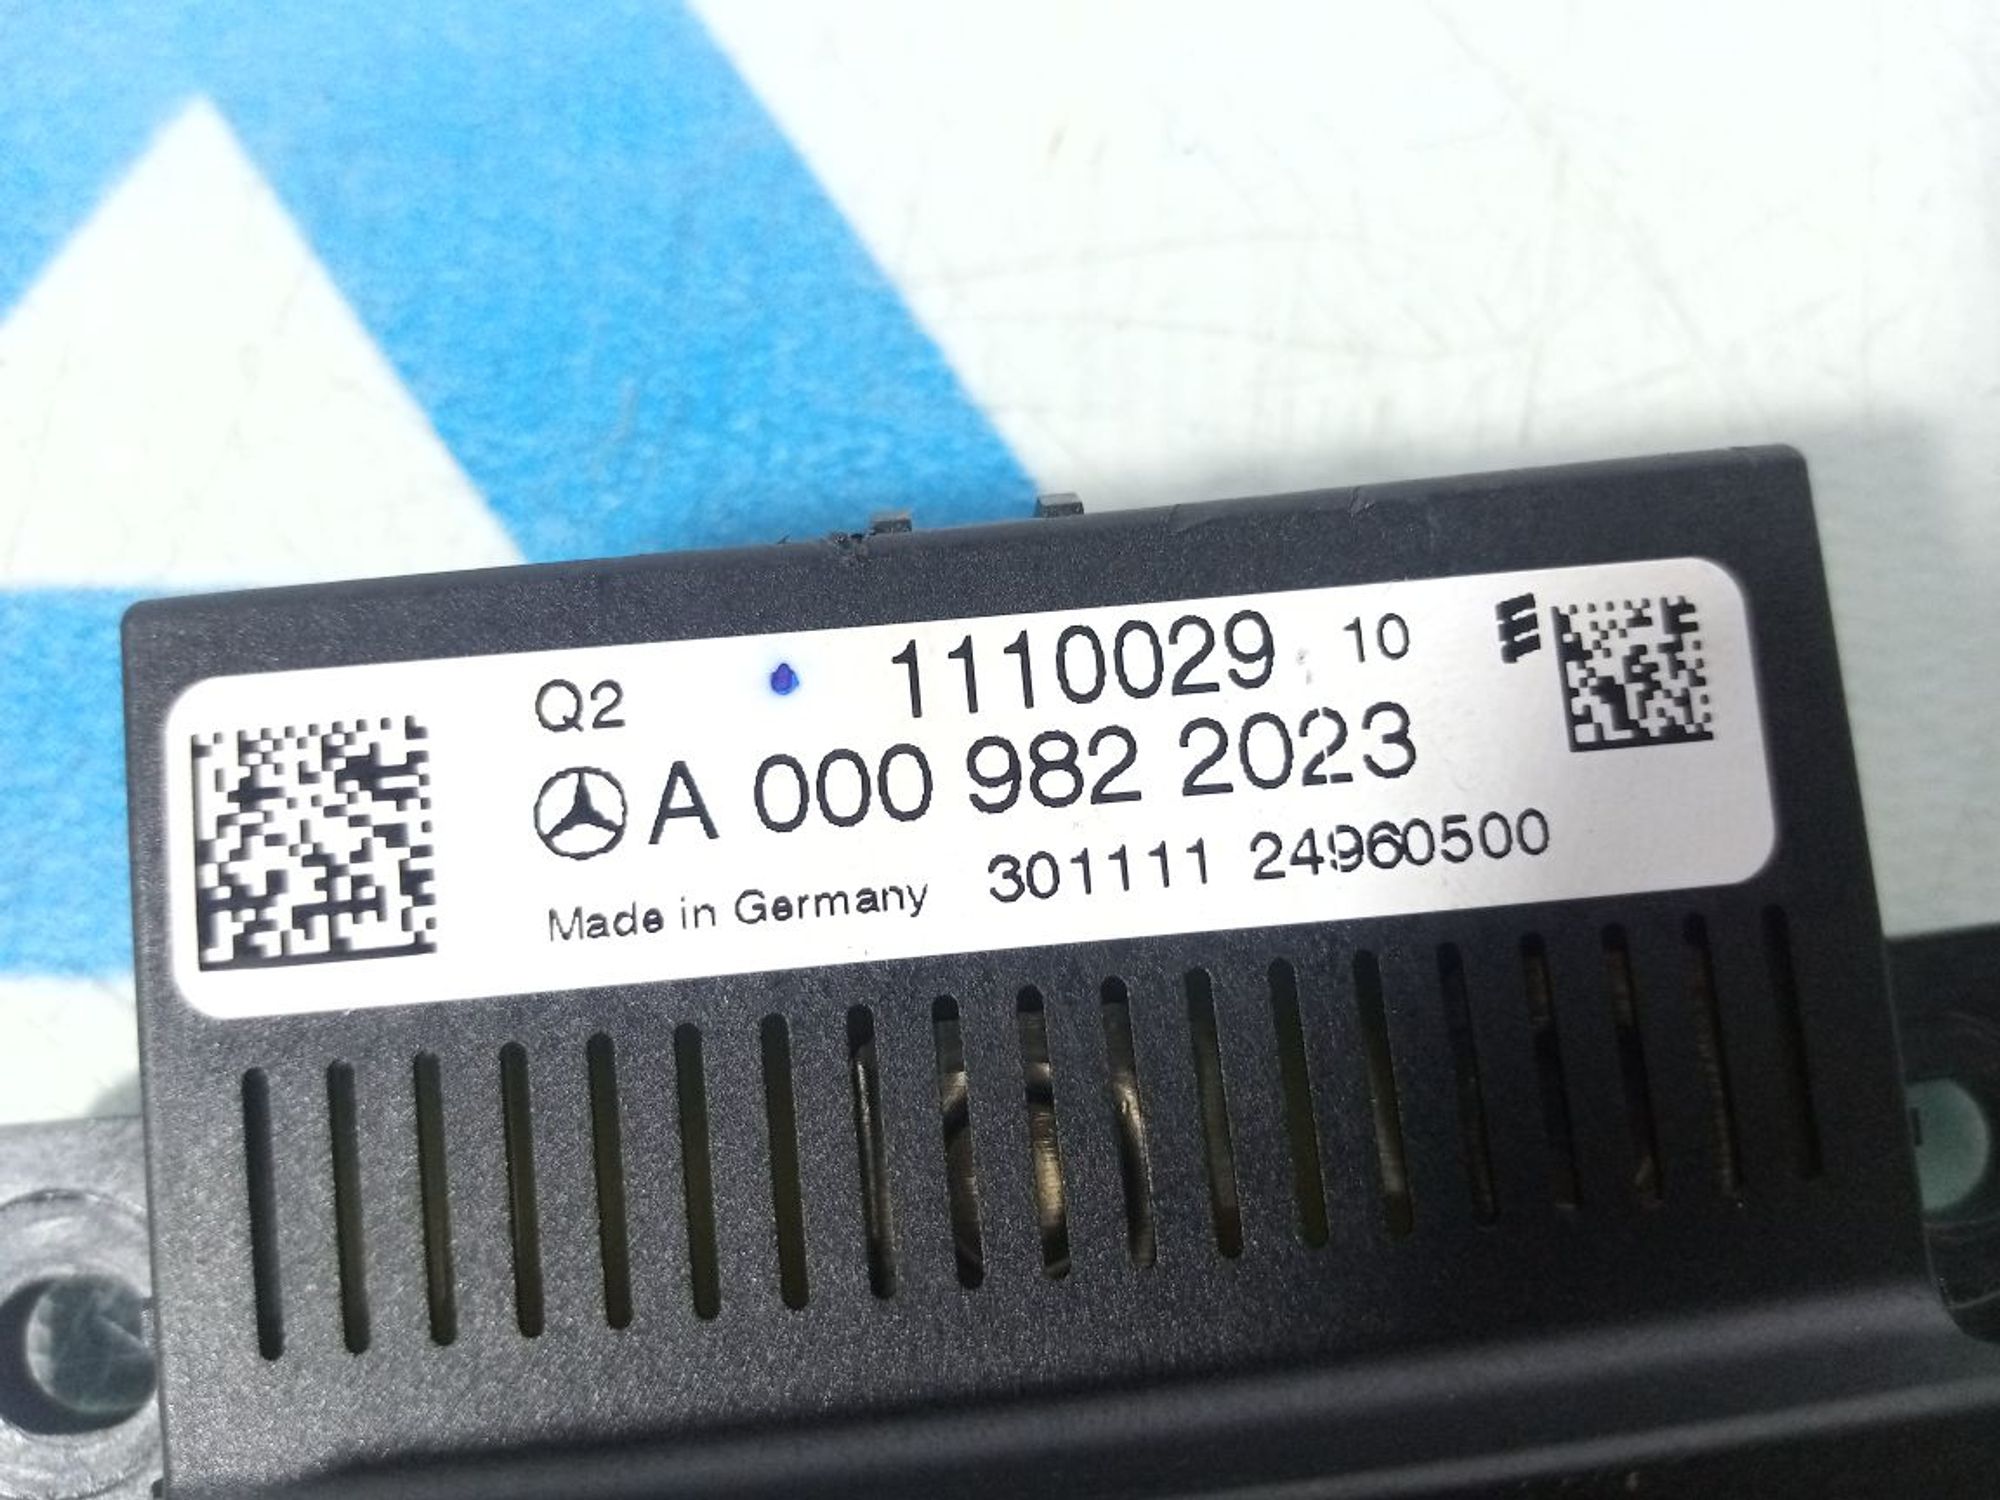 Q2 1110029 10
A 000 982 2023
Made in Germany 301111 24960500